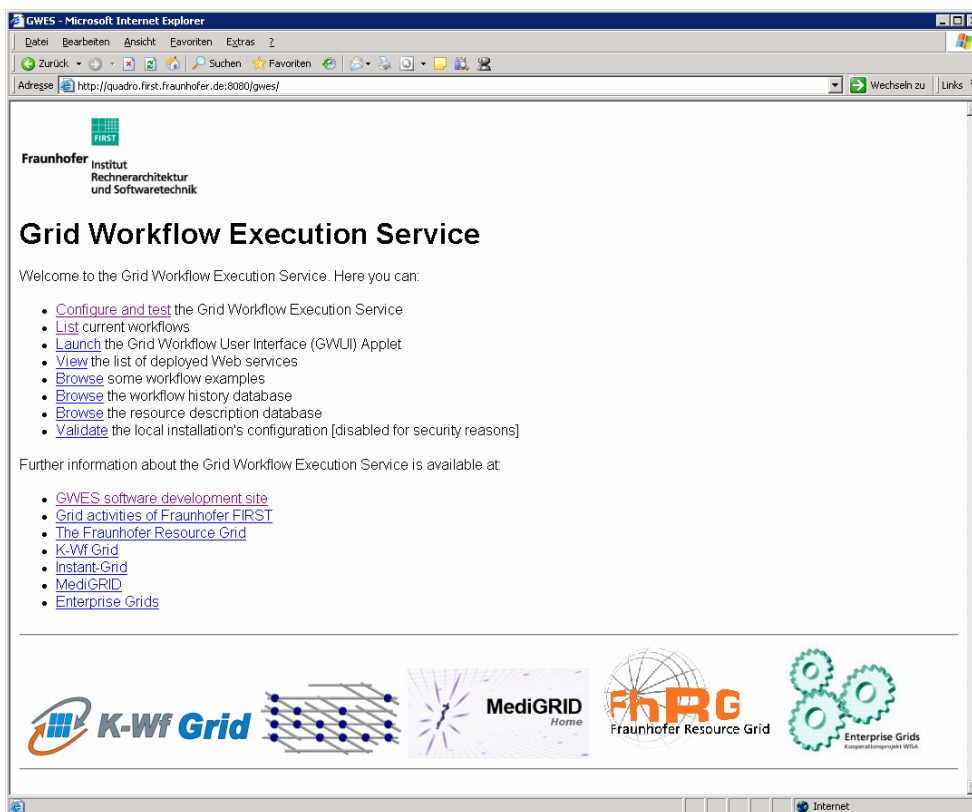 GWES - Microsoft Internet Explorer
Datei Bearbeiten Ansicht Favoriten Extras ?
Zurück Suchen Favoriten
Adresse http://quadro.first.fraunhofer.de:8080/gwes/ Wechseln zu Links
FIRST
Fraunhofer Institut
Rechnerarchitektur
und Softwaretechnik
Grid Workflow Execution Service
Welcome to the Grid Workflow Execution Service. Here you can:
Configure and test the Grid Workflow Execution Service
List current workflows
Launch the Grid Workflow User Interface (GWUI) Applet
View the list of deployed Web services
Browse some workflow examples
Browse the workflow history database
Browse the resource description database
Validate the local installation's configuration [disabled for security reasons]
Further information about the Grid Workflow Execution Service is available at:
GWES software development site
Grid activities of Fraunhofer FIRST
The Fraunhofer Resource Grid
K-Wf Grid
Instant-Grid
MediGRID
Enterprise Grids
K-Wf Grid
MediGRID
Home
FhRG
Fraunhofer Resource Grid
Enterprise Grids
Kooperationsprojekt WISA
Internet